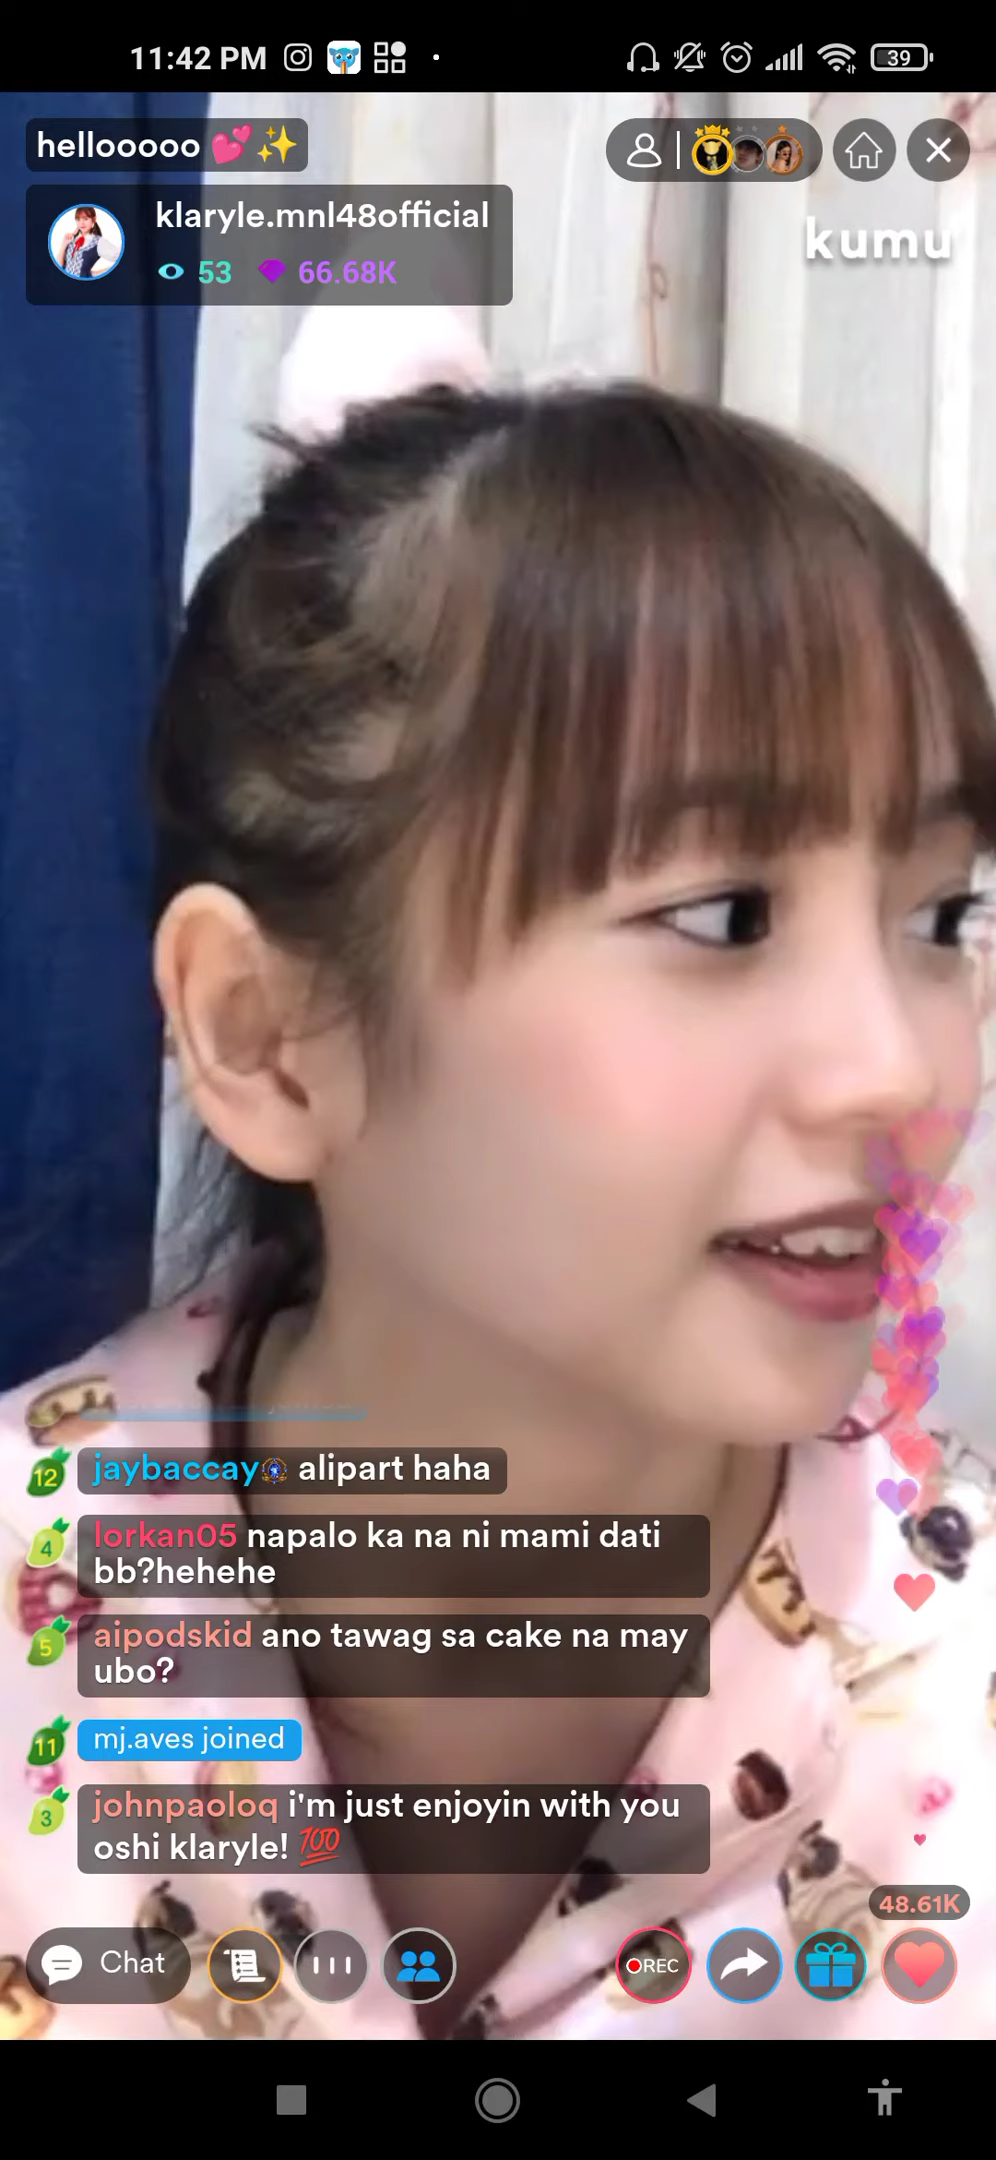 11:42 PM
39
hellooooo 💕✨
klaryle.mnl48official
53 66.68K
kumu
12 jaybaccay alipart haha
4 lorkan05 napalo ka na ni mami dati
bb?hehehe
5 aipodskid ano tawag sa cake na may
ubo?
11 mj.aves joined
3 johnpaoloq i'm just enjoyin with you
oshi klaryle! 💯
48.61K
Chat
REC